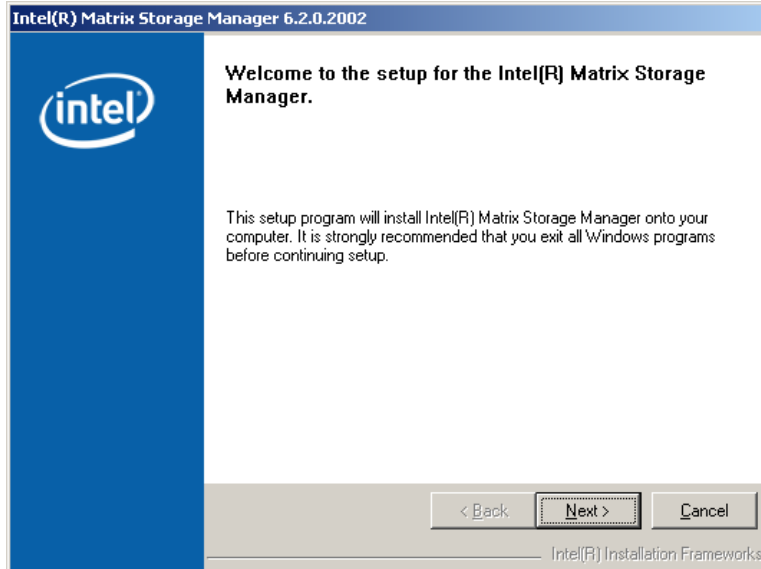 Intel(R) Matrix Storage Manager 6.2.0.2002
intel
Welcome to the setup for the Intel(R) Matrix Storage
Manager.
This setup program will install Intel(R) Matrix Storage Manager onto your
computer. It is strongly recommended that you exit all Windows programs
before continuing setup.
< Back
Next >
Cancel
Intel(R) Installation Frameworks